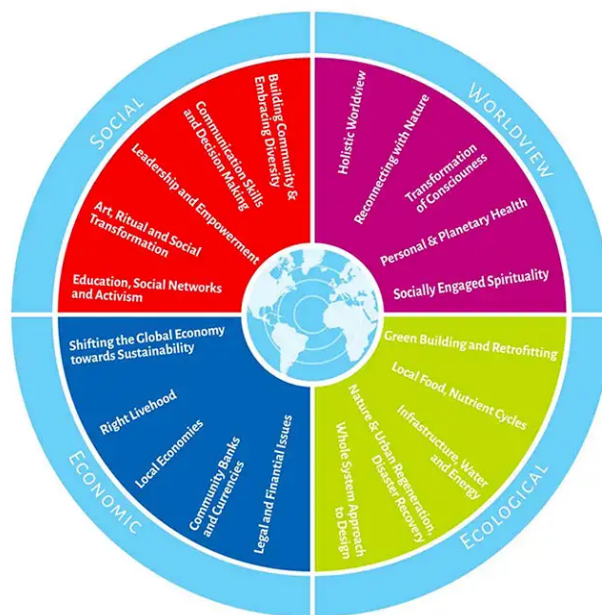 SOCIAL
Building Community &
Embracing Diversity
Communication Skills
and Decision Making
Leadership and Empowerment
Art, Ritual and Social
Transformation
Education, Social Networks
and Activism
WORLDVIEW
Holistic Worldview
Reconnecting with Nature
Transformation
of Consciouness
Personal & Planetary Health
Socially Engaged Spirituality
ECONOMIC
Shifting the Global Economy
towards Sustainability
Right Livehood
Local Economies
Community Banks
and Currencies
Legal and Finantial Issues
ECOLOGICAL
Green Building and Retrofitting
Local Food, Nutrient Cycles
Infrastructure, Water
and Energy
Nature & Urban Regeneration,
Disaster Recovery
Whole System Approach
to Design